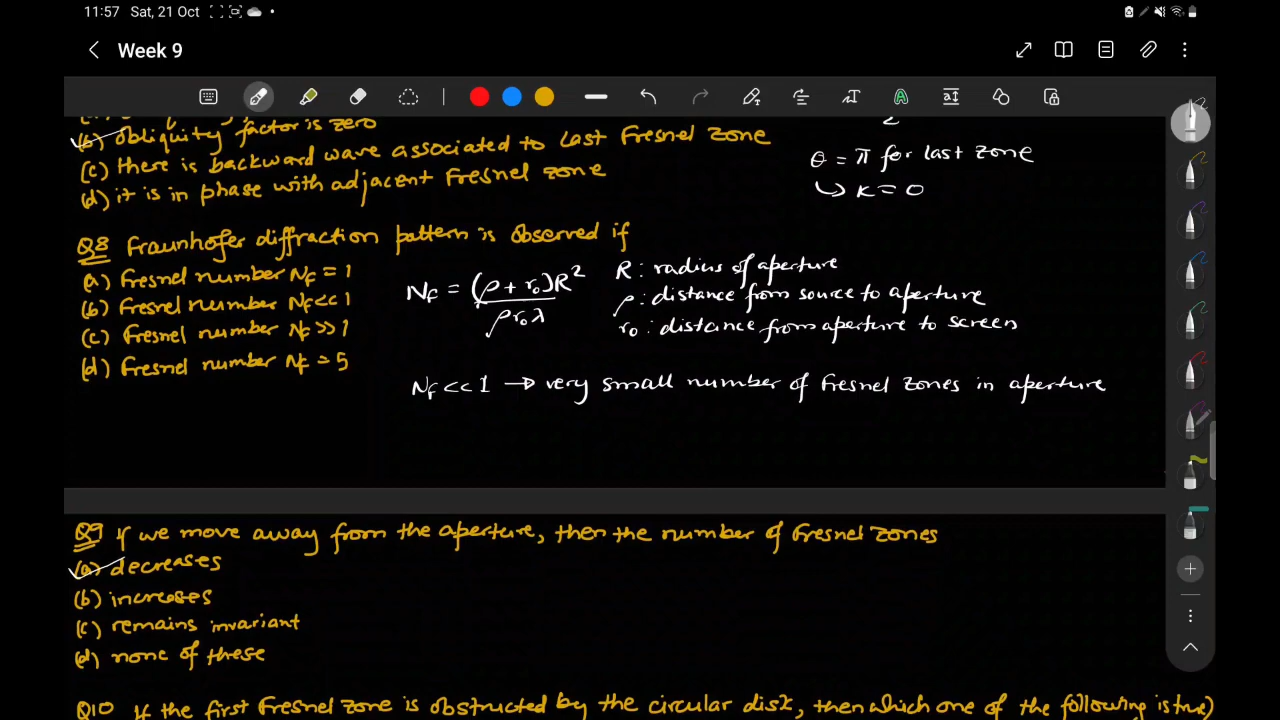 11:57 Sat, 21 Oct
Week 9
(b) obliquity factor is zero
(c) there is backward wave associated to last Fresnel zone
(d) it is in phase with adjacent Fresnel zone
2
θ = π for last zone
↳ K = 0
Q8 Fraunhofer diffraction pattern is observed if
(a) Fresnel number NF = 1
(b) Fresnel number NF << 1
(c) Fresnel number NF >> 1
(d) Fresnel number NF = 5
NF = (ρ + r₀)R² / ρr₀λ
R : radius of aperture
ρ : distance from source to aperture
r₀ : distance from aperture to screen
NF << 1 → very small number of Fresnel zones in aperture
Q9 If we move away from the aperture, then the number of Fresnel zones
(a) decreases
(b) increases
(c) remains invariant
(d) none of these
Q10 If the first Fresnel zone is obstructed by the circular disk, then which one of the following is true)